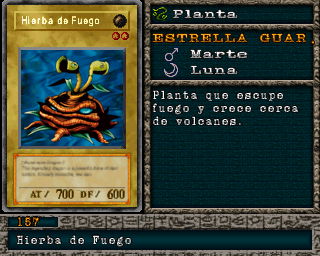 Hierba de Fuego
AT/ 700 DF/ 600
Planta
ESTRELLA GUAR.
Marte
Luna
Planta que escupe
fuego y crece cerca
de volcanes.
157
Hierba de Fuego